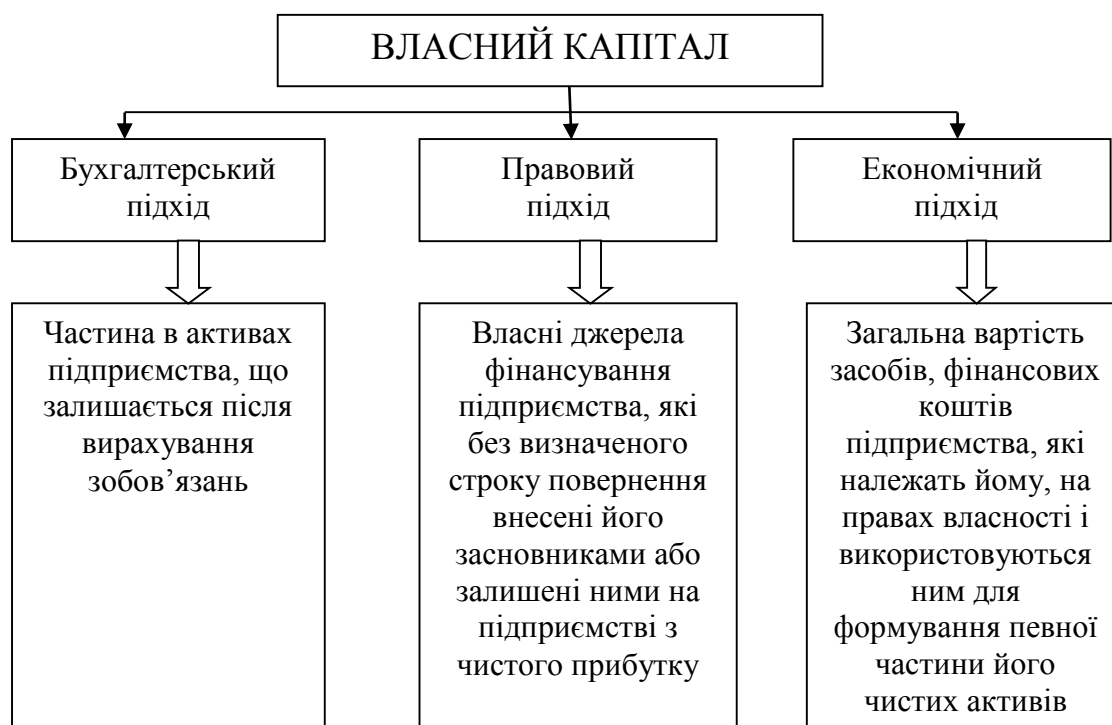 ВЛАСНИЙ КАПІТАЛ
Бухгалтерський
підхід
Правовий
підхід
Економічний
підхід
Частина в активах
підприємства, що
залишається після
вирахування
зобов’язань
Власні джерела
фінансування
підприємства, які
без визначеного
строку повернення
внесені його
засновниками або
залишені ними на
підприємстві з
чистого прибутку
Загальна вартість
засобів, фінансових
коштів
підприємства, які
належать йому, на
правах власності і
використовуються
ним для
формування певної
частини його
чистих активів